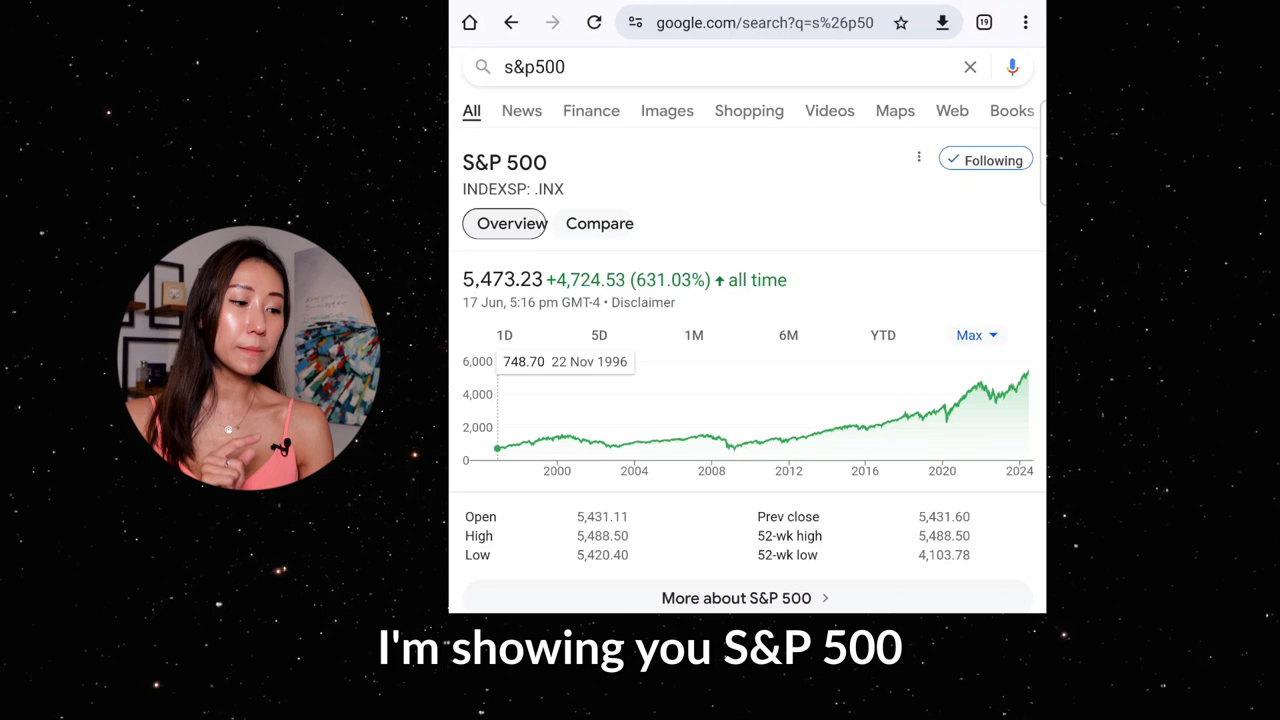 google.com/search?q=s%26p50
19
s&p500
All News Finance Images Shopping Videos Maps Web Books
S&P 500
Following
INDEXSP: .INX
Overview Compare
5,473.23 +4,724.53 (631.03%) ↑ all time
17 Jun, 5:16 pm GMT-4 • Disclaimer
1D 5D 1M 6M YTD Max
6,000
748.70 22 Nov 1996
4,000
2,000
0
2000 2004 2008 2012 2016 2020 2024
Open 5,431.11 Prev close 5,431.60
High 5,488.50 52-wk high 5,488.50
Low 5,420.40 52-wk low 4,103.78
More about S&P 500
I'm showing you S&P 500